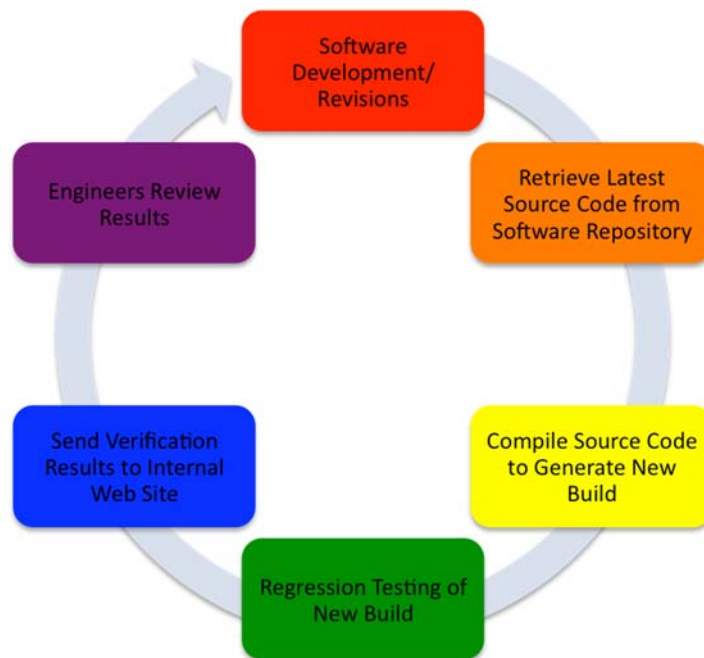 Software
Development/
Revisions
Retrieve Latest
Source Code from
Software Repository
Compile Source Code
to Generate New
Build
Regression Testing of
New Build
Send Verification
Results to Internal
Web Site
Engineers Review
Results